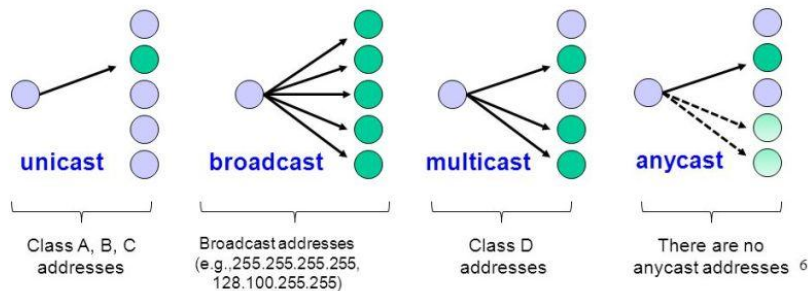 unicast
broadcast
multicast
anycast
Class A, B, C
addresses
Broadcast addresses
(e.g.,255.255.255.255,
128.100.255.255)
Class D
addresses
There are no
anycast addresses 6